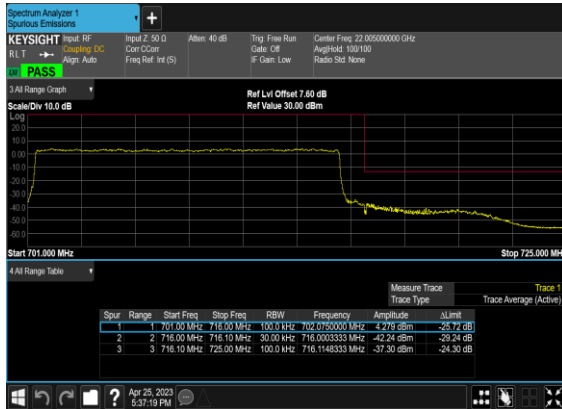 Spectrum Analyzer 1
Spurious Emissions
KEYSIGHT
RLT
Input: RF
Coupling: DC
Align: Auto
Input Z: 50 Ω
Corr CCorr
Freq Ref: Int (S)
Atten: 40 dB
Trig: Free Run
Gate: Off
IF Gain: Low
Center Freq: 22.005000000 GHz
Avg|Hold: 100/100
Radio Std: None
PASS
3 All Range Graph
Scale/Div 10.0 dB
Ref Lvl Offset 7.60 dB
Ref Value 30.00 dBm
Log
20.0
10.0
0.00
-10.0
-20.0
-30.0
-40.0
-50.0
-60.0
Start 701.000 MHz
Stop 725.000 MHz
4 All Range Table
Measure Trace Trace 1
Trace Type Trace Average (Active)
Spur Range Start Freq Stop Freq RBW Frequency Amplitude ΔLimit
1 1 701.00 MHz 716.00 MHz 100.0 kHz 702.0750000 MHz 4.279 dBm -25.72 dB
2 2 716.00 MHz 716.10 MHz 30.00 kHz 716.0003333 MHz -42.24 dBm -29.24 dB
3 3 716.10 MHz 725.00 MHz 100.0 kHz 716.1148333 MHz -37.30 dBm -24.30 dB
?
Apr 25, 2023
5:37:19 PM